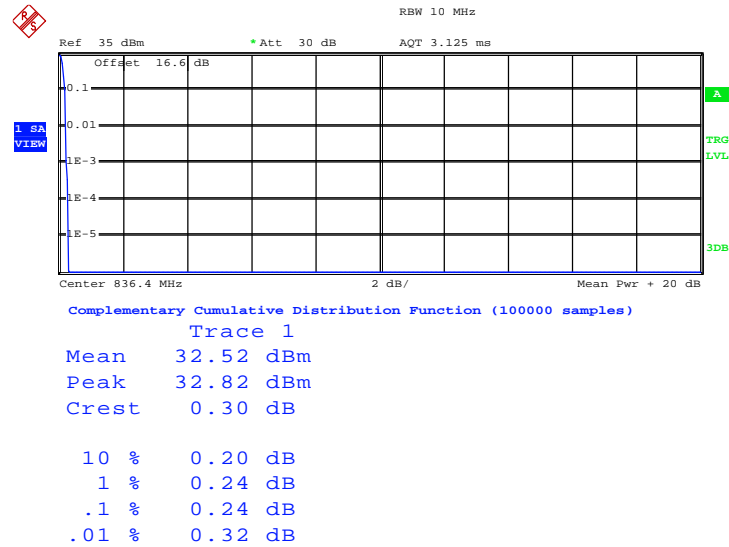 R S
RBW 10 MHz
Ref 35 dBm * Att 30 dB AQT 3.125 ms
Offset 16.6 dB
0.1
A
0.01
1 SA
VIEW
TRG
LVL
1E-3
1E-4
1E-5
3DB
Center 836.4 MHz 2 dB/ Mean Pwr + 20 dB
Complementary Cumulative Distribution Function (100000 samples)
Trace 1
Mean 32.52 dBm
Peak 32.82 dBm
Crest 0.30 dB
10 % 0.20 dB
1 % 0.24 dB
.1 % 0.24 dB
.01 % 0.32 dB